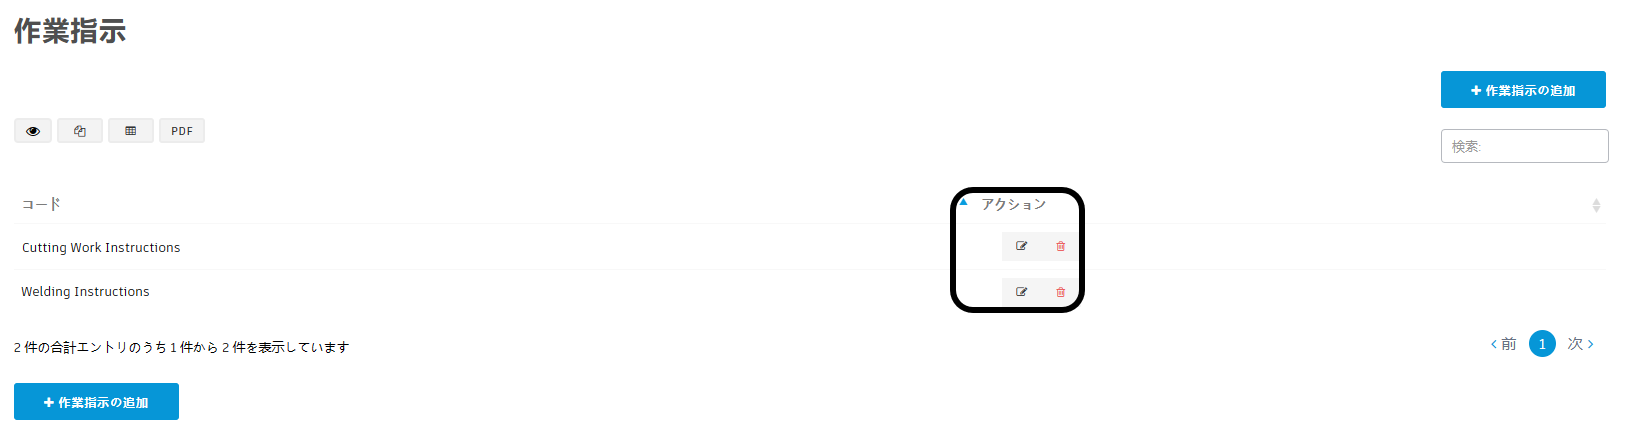 作業指示
作業指示の追加
PDF
検索:
コード アクション
Cutting Work Instructions
Welding Instructions
2 件の合計エントリのうち 1 件から 2 件を表示しています
前 1 次
作業指示の追加